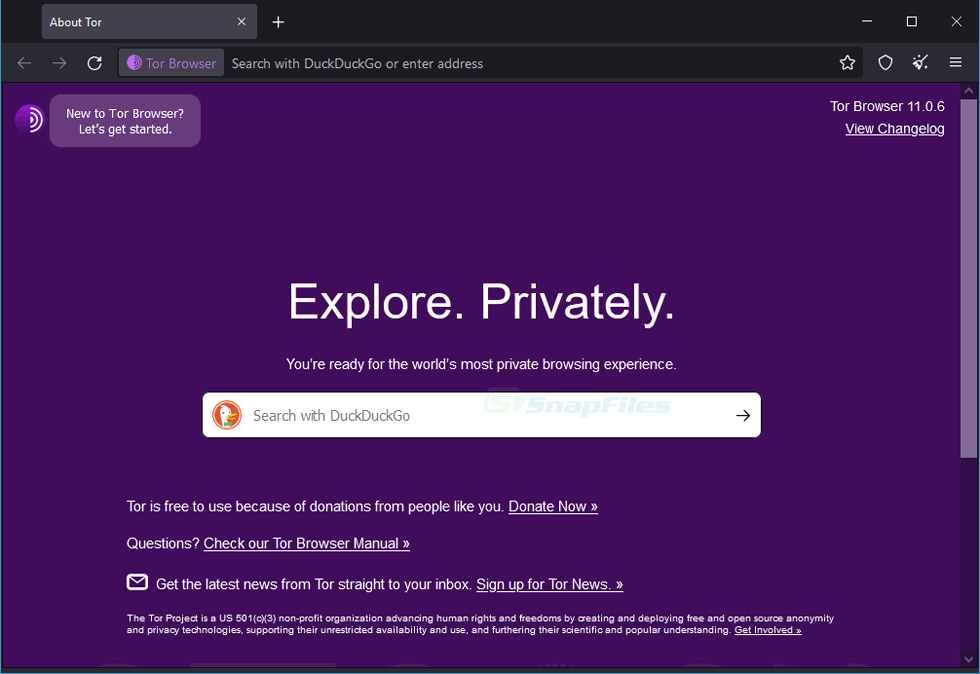 About Tor
Tor Browser
Search with DuckDuckGo or enter address
New to Tor Browser?
Let's get started.
Tor Browser 11.0.6
View Changelog
Explore. Privately.
You're ready for the world's most private browsing experience.
SnapFiles
Search with DuckDuckGo
Tor is free to use because of donations from people like you. Donate Now »
Questions? Check our Tor Browser Manual »
Get the latest news from Tor straight to your inbox. Sign up for Tor News. »
The Tor Project is a US 501(c)(3) non-profit organization advancing human rights and freedoms by creating and deploying free and open source anonymity
and privacy technologies, supporting their unrestricted availability and use, and furthering their scientific and popular understanding. Get Involved »